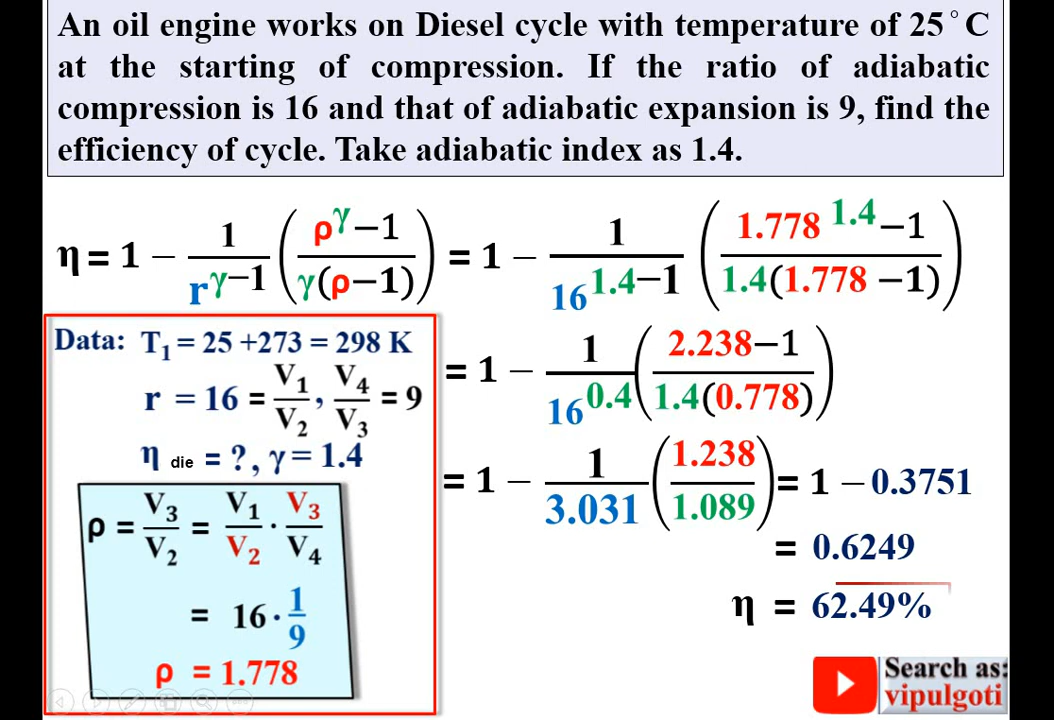 An oil engine works on Diesel cycle with temperature of 25°C
at the starting of compression. If the ratio of adiabatic
compression is 16 and that of adiabatic expansion is 9, find the
efficiency of cycle. Take adiabatic index as 1.4.
η = 1 − 1/r^(γ−1) ((ρ^γ −1)/(γ(ρ−1))) = 1 − 1/16^(1.4−1) ((1.778^1.4 −1)/(1.4(1.778 −1)))
= 1 − 1/16^0.4 ((2.238−1)/(1.4(0.778)))
= 1 − 1/3.031 (1.238/1.089) = 1 − 0.3751
= 0.6249
η = 62.49%
Data: T₁ = 25 +273 = 298 K
r = 16 = V₁/V₂, V₄/V₃ = 9
η die = ?, γ = 1.4
ρ = V₃/V₂ = V₁/V₂ · V₃/V₄
= 16 · 1/9
ρ = 1.778
Search as:
vipulgoti